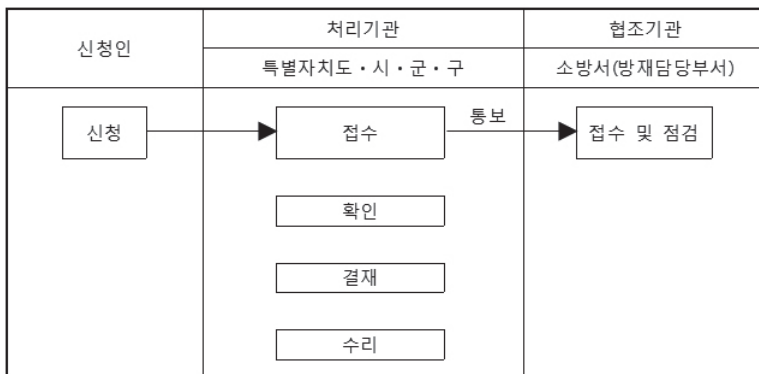 신청인
처리기관
협조기관
특별자치도・시・군・구
소방서(방재담당부서)
신청
접수
통보
접수 및 점검
확인
결재
수리